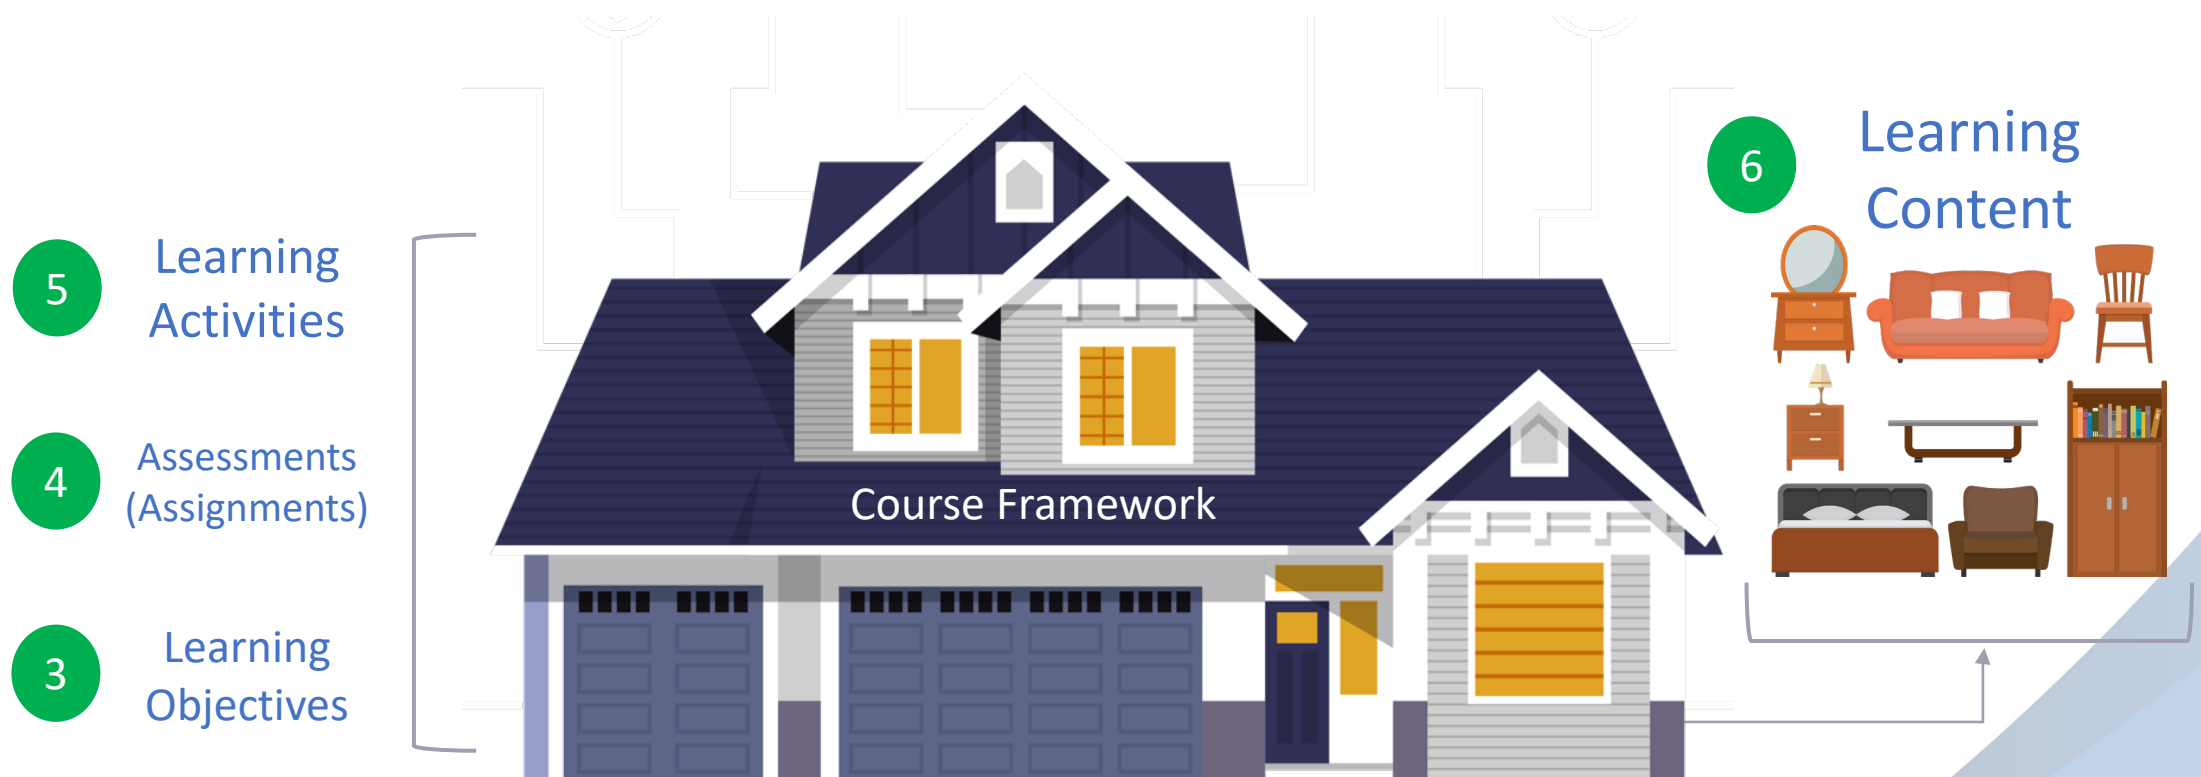 5
Learning
Activities
4
Assessments
(Assignments)
3
Learning
Objectives
Course Framework
6
Learning
Content